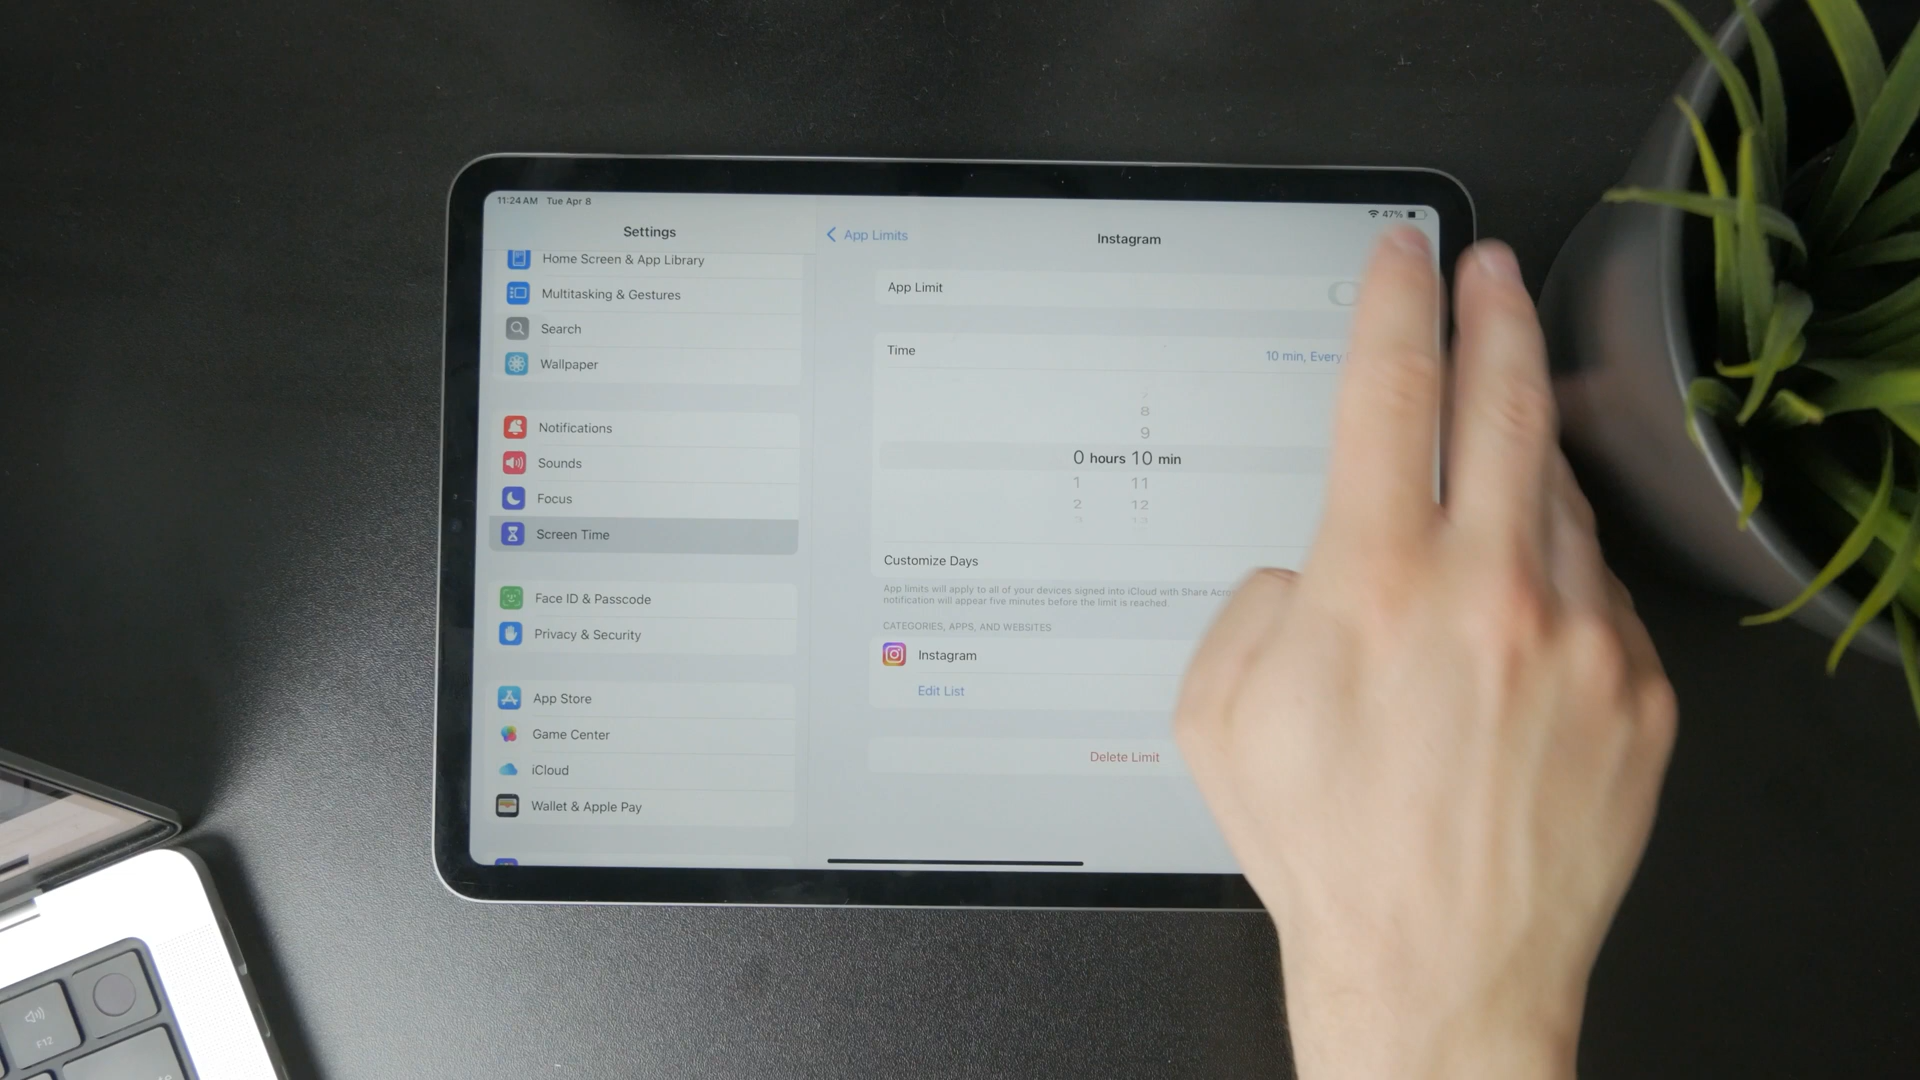 11:24 AM Tue Apr 8
47%
Settings
Home Screen & App Library
Multitasking & Gestures
Search
Wallpaper
Notifications
Sounds
Focus
Screen Time
Face ID & Passcode
Privacy & Security
App Store
Game Center
iCloud
Wallet & Apple Pay
App Limits
Instagram
App Limit
Time
10 min, Every
8
9
0 hours 10 min
1 11
2 12
3 13
Customize Days
App limits will apply to all of your devices signed into iCloud with Share
notification will appear five minutes before the limit is reached.
CATEGORIES, APPS, AND WEBSITES
Instagram
Edit List
Delete Limit
F12